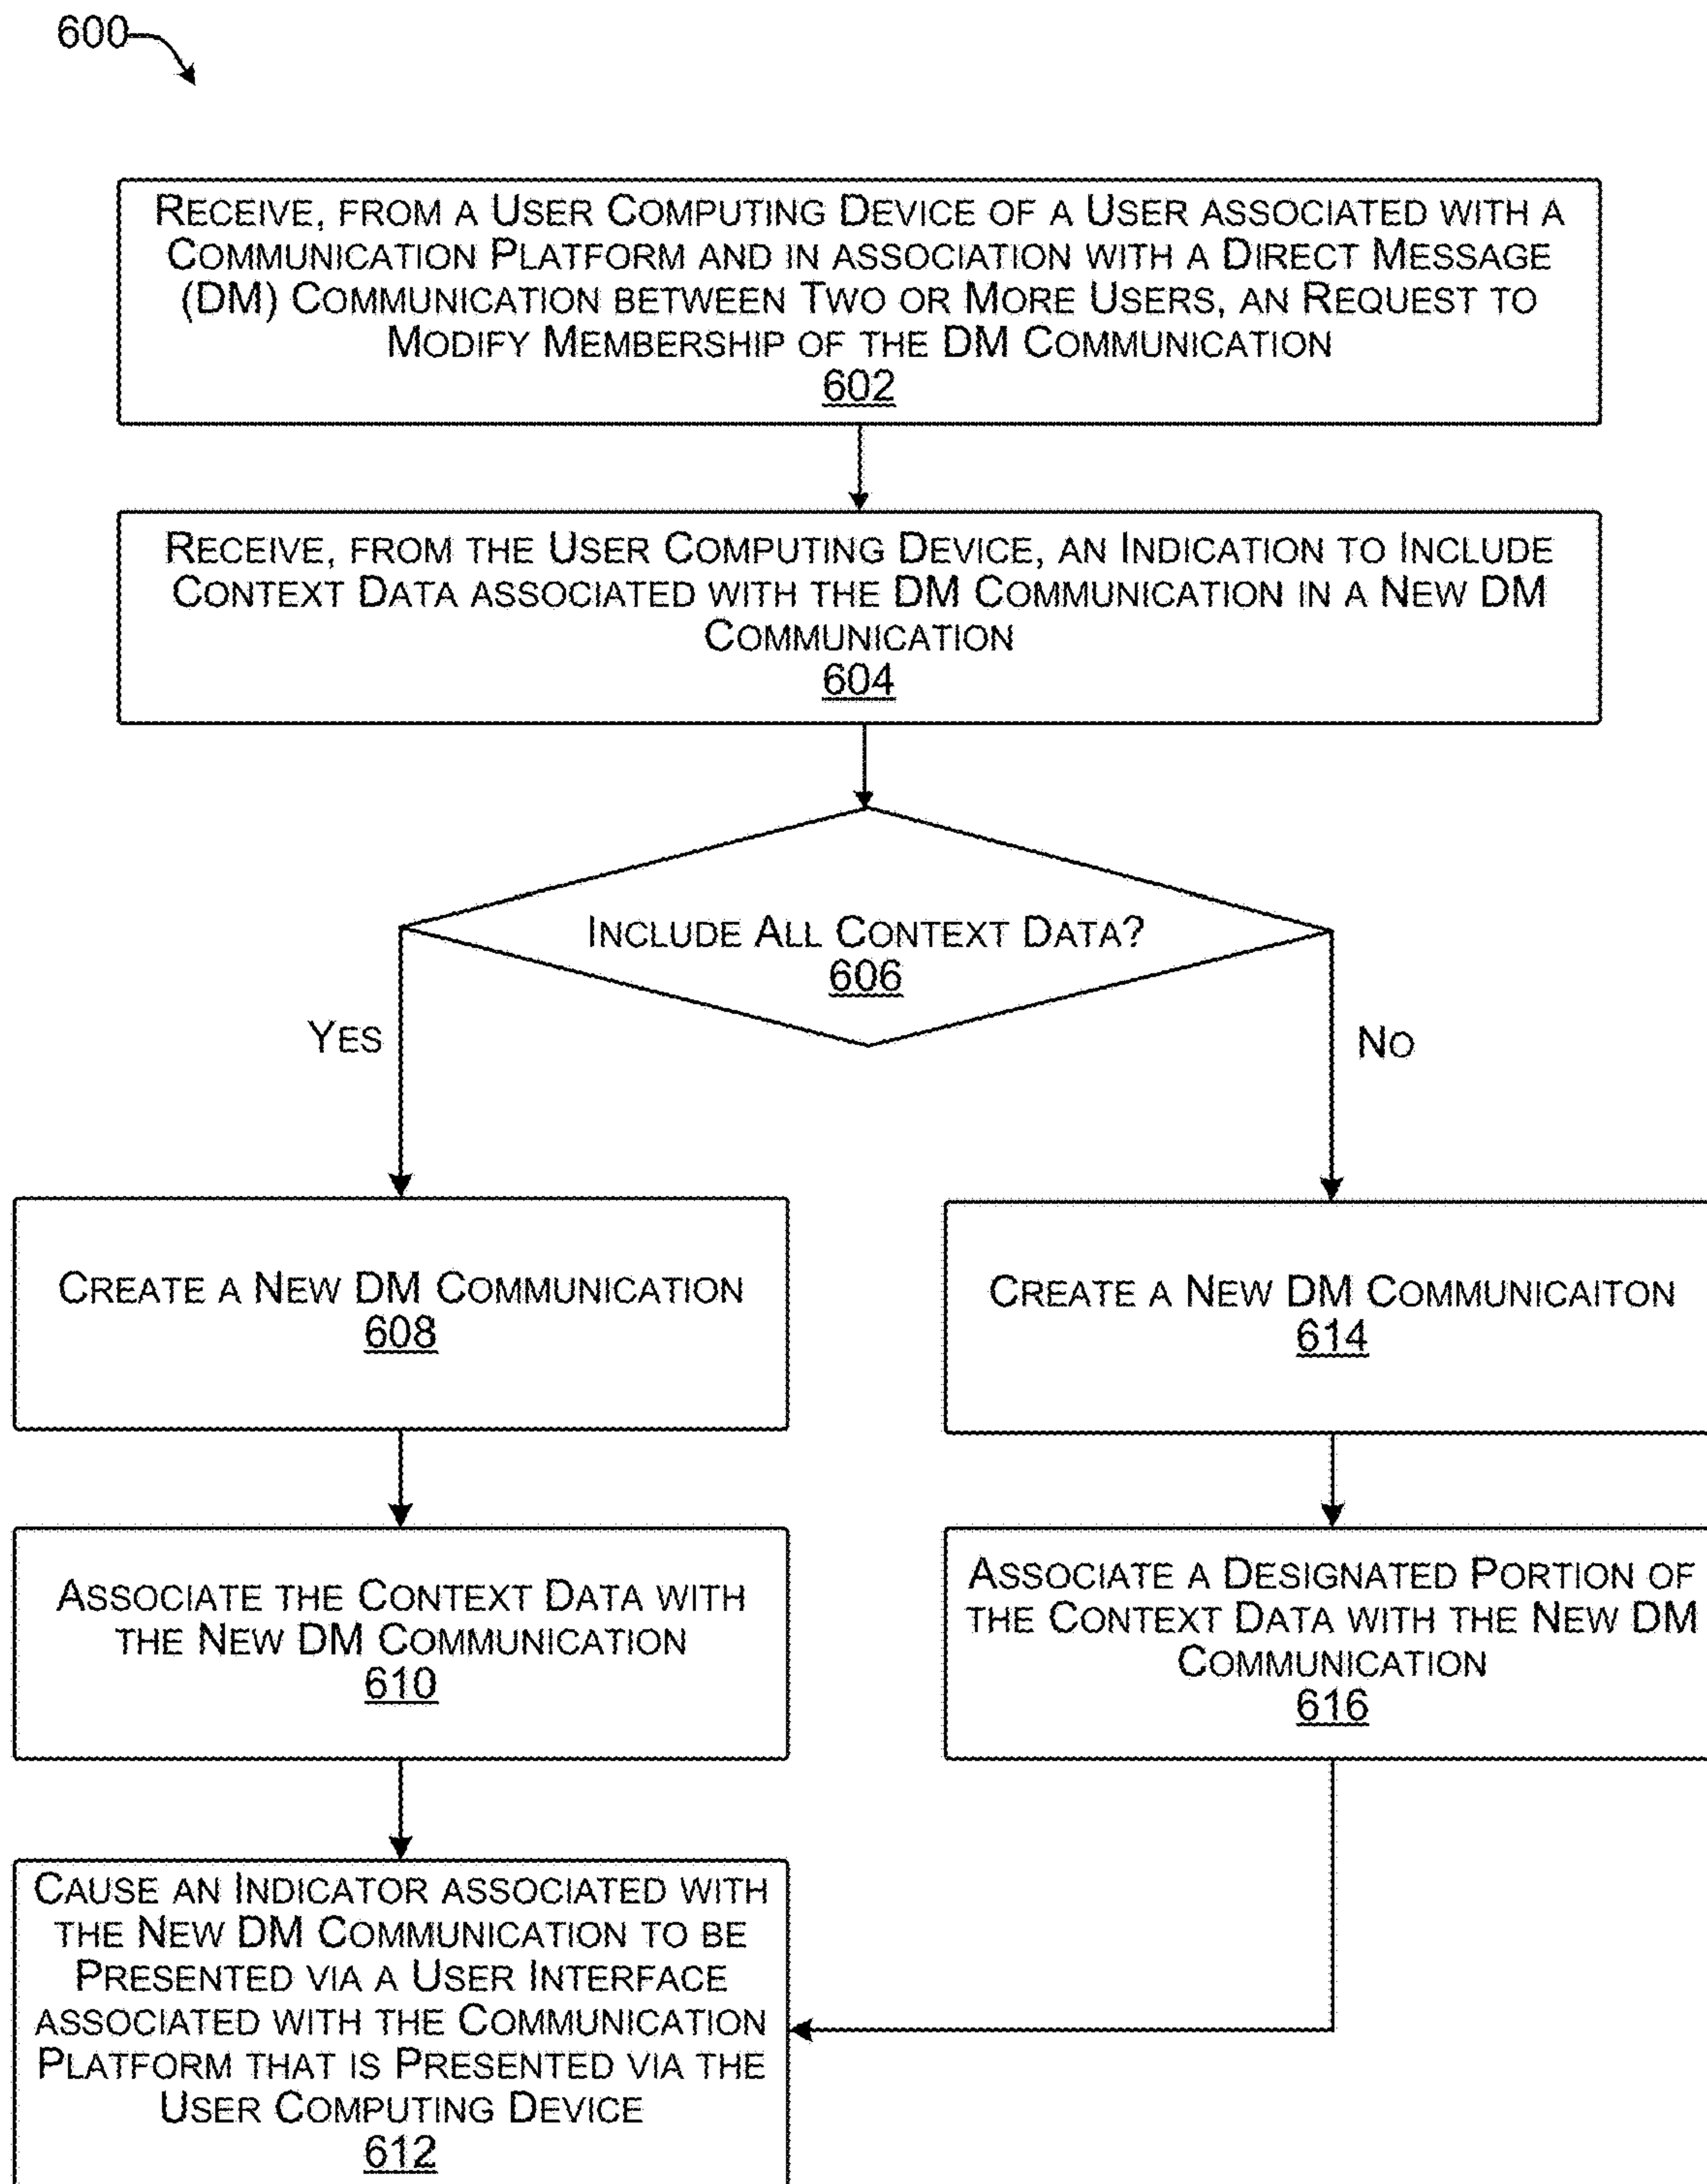 600
RECEIVE, FROM A USER COMPUTING DEVICE OF A USER ASSOCIATED WITH A
COMMUNICATION PLATFORM AND IN ASSOCIATION WITH A DIRECT MESSAGE
(DM) COMMUNICATION BETWEEN TWO OR MORE USERS, AN REQUEST TO
MODIFY MEMBERSHIP OF THE DM COMMUNICATION
602
RECEIVE, FROM THE USER COMPUTING DEVICE, AN INDICATION TO INCLUDE
CONTEXT DATA ASSOCIATED WITH THE DM COMMUNICATION IN A NEW DM
COMMUNICATION
604
INCLUDE ALL CONTEXT DATA?
606
YES
NO
CREATE A NEW DM COMMUNICATION
608
CREATE A NEW DM COMMUNICAITON
614
ASSOCIATE THE CONTEXT DATA WITH
THE NEW DM COMMUNICATION
610
ASSOCIATE A DESIGNATED PORTION OF
THE CONTEXT DATA WITH THE NEW DM
COMMUNICATION
616
CAUSE AN INDICATOR ASSOCIATED WITH
THE NEW DM COMMUNICATION TO BE
PRESENTED VIA A USER INTERFACE
ASSOCIATED WITH THE COMMUNICATION
PLATFORM THAT IS PRESENTED VIA THE
USER COMPUTING DEVICE
612